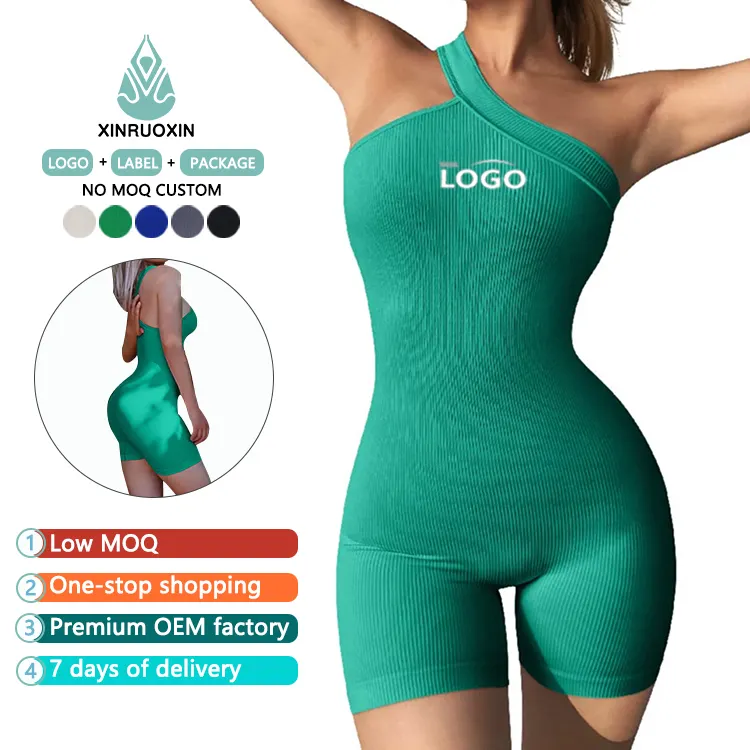 XINRUOXIN
LOGO + LABEL + PACKAGE
NO MOQ CUSTOM
LOGO
1 Low MOQ
2 One-stop shopping
3 Premium OEM factory
4 7 days of delivery